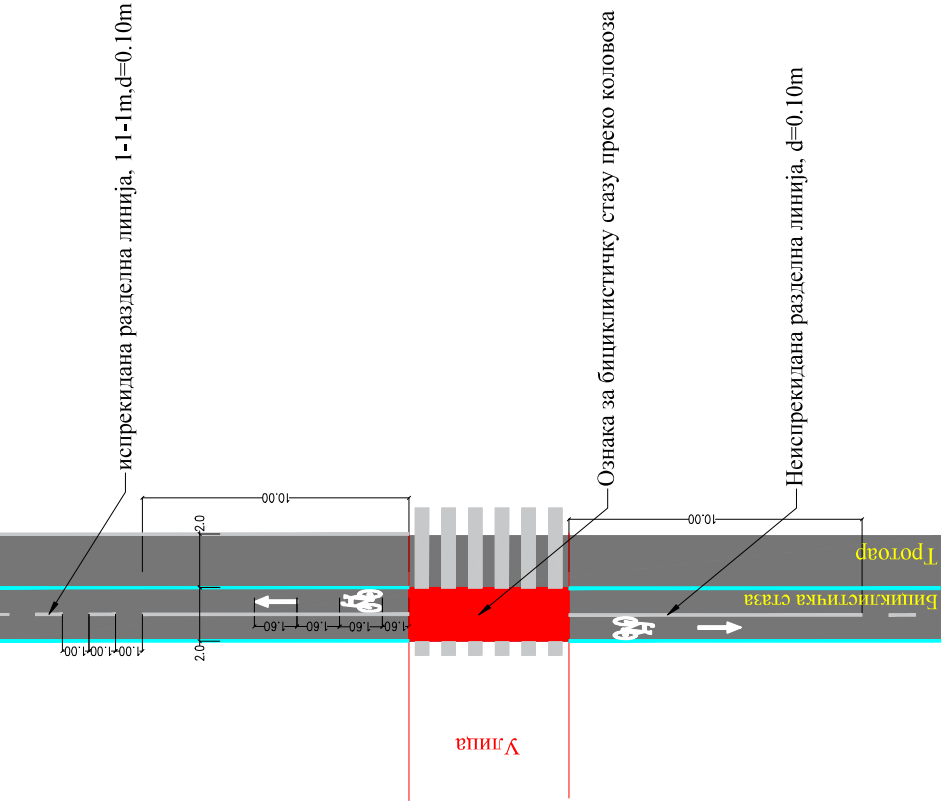 испрекидана разделна линија, 1-1-1m,d=0.10m
Ознака за бициклистичку стазу преко коловоза
Неиспрекидана разделна линија, d=0.10m
10.00
10.00
2.0
2.0
Тротоар
Бициклистичка стаза
1.60
1.60
1.60
1.60
1.00
1.00
1.00
Улица